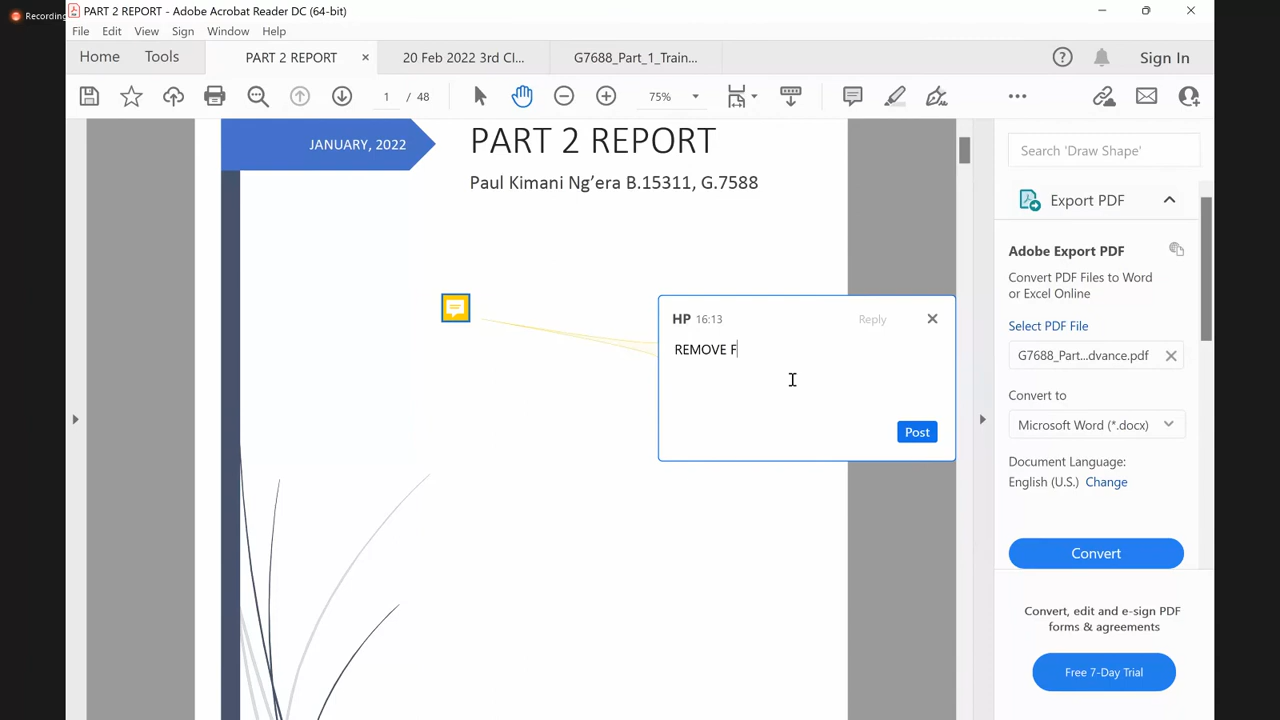 Recording
PART 2 REPORT - Adobe Acrobat Reader DC (64-bit)
File Edit View Sign Window Help
Home Tools PART 2 REPORT × 20 Feb 2022 3rd Cl... G7688_Part_1_Train... Sign In
1 / 48 75%
JANUARY, 2022
PART 2 REPORT
Paul Kimani Ng’era B.15311, G.7588
HP 16:13 Reply
REMOVE F
Post
Search 'Draw Shape'
Export PDF
Adobe Export PDF
Convert PDF Files to Word
or Excel Online
Select PDF File
G7688_Part...dvance.pdf
Convert to
Microsoft Word (*.docx)
Document Language:
English (U.S.) Change
Convert
Convert, edit and e-sign PDF
forms & agreements
Free 7-Day Trial